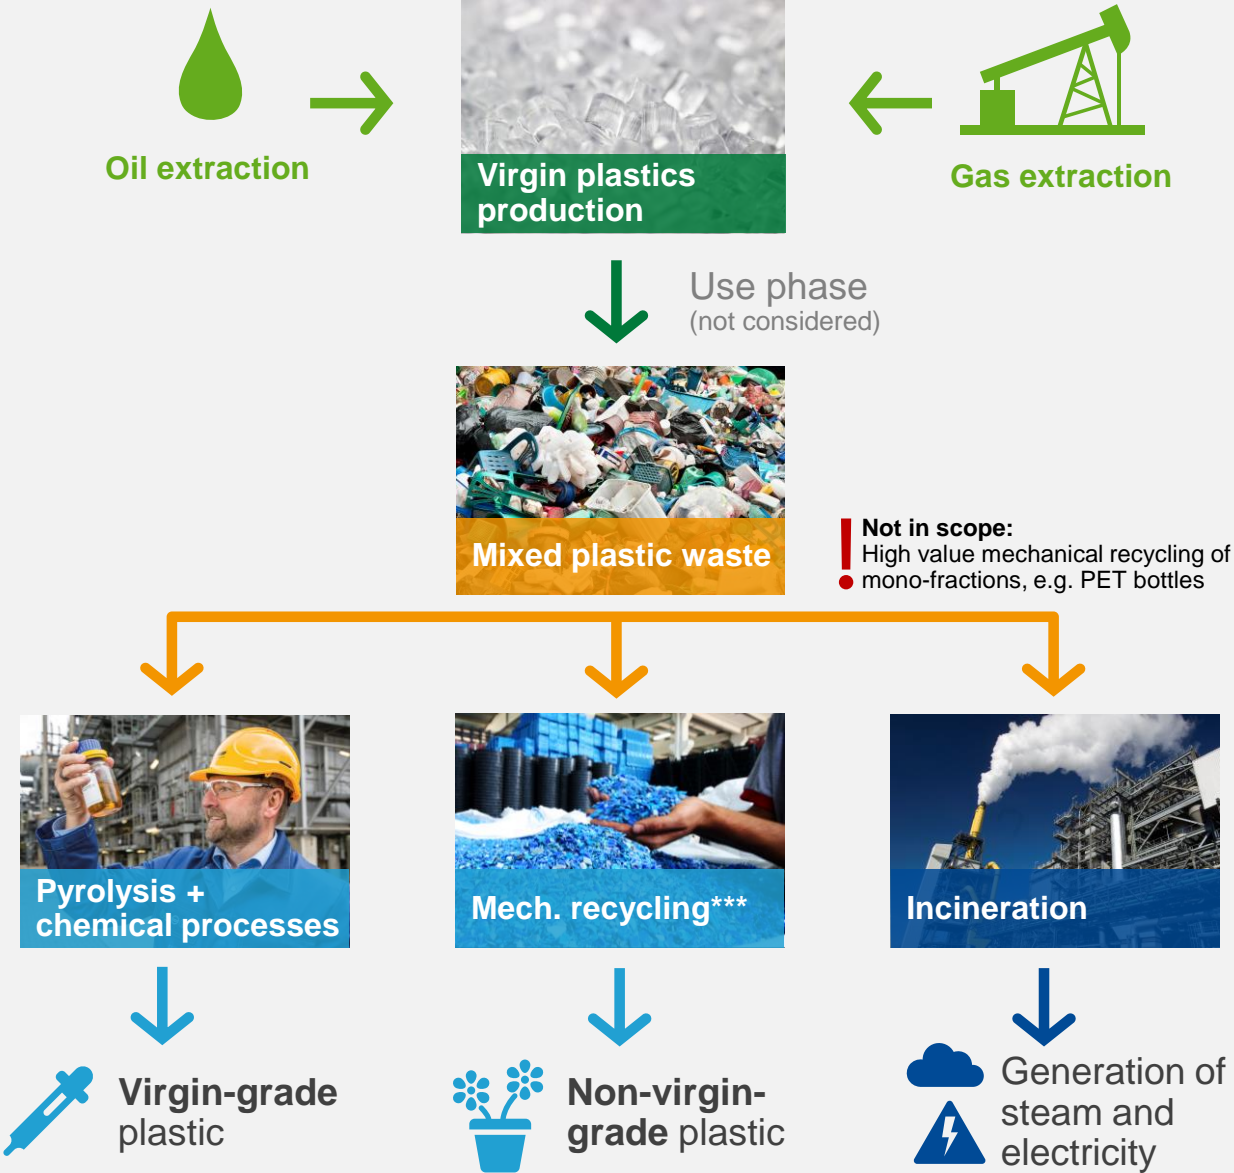 Oil extraction
Virgin plastics
production
Gas extraction
Use phase
(not considered)
Mixed plastic waste
Not in scope:
High value mechanical recycling of
mono-fractions, e.g. PET bottles
Pyrolysis +
chemical processes
Mech. recycling***
Incineration
Virgin-grade
plastic
Non-virgin-
grade plastic
Generation of
steam and
electricity